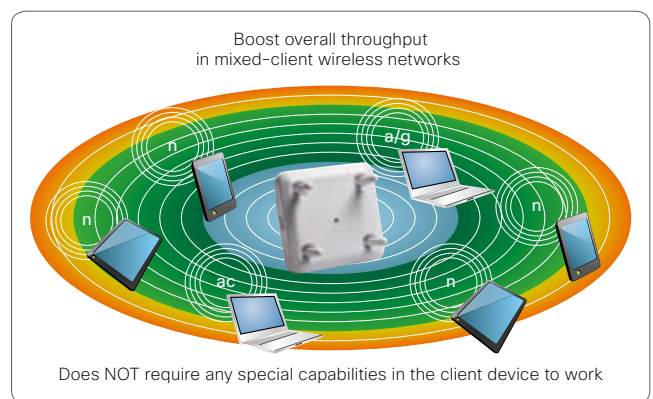 Boost overall throughput
in mixed-client wireless networks
a/g
n
n
n
ac
n
Does NOT require any special capabilities in the client device to work